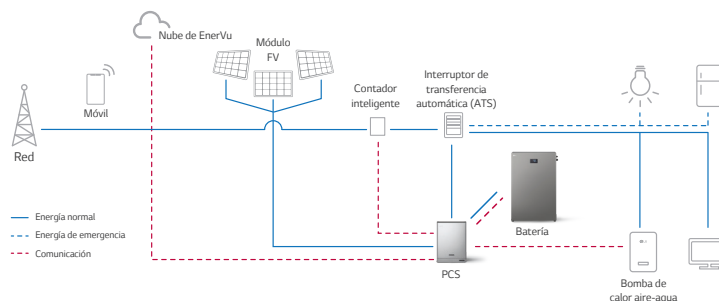 Nube de EnerVu
Módulo
FV
Móvil
Contador
inteligente
Interruptor de
transferencia
automática (ATS)
Red
Energía normal
Energía de emergencia
Comunicación
Batería
PCS
Bomba de
calor aire-agua